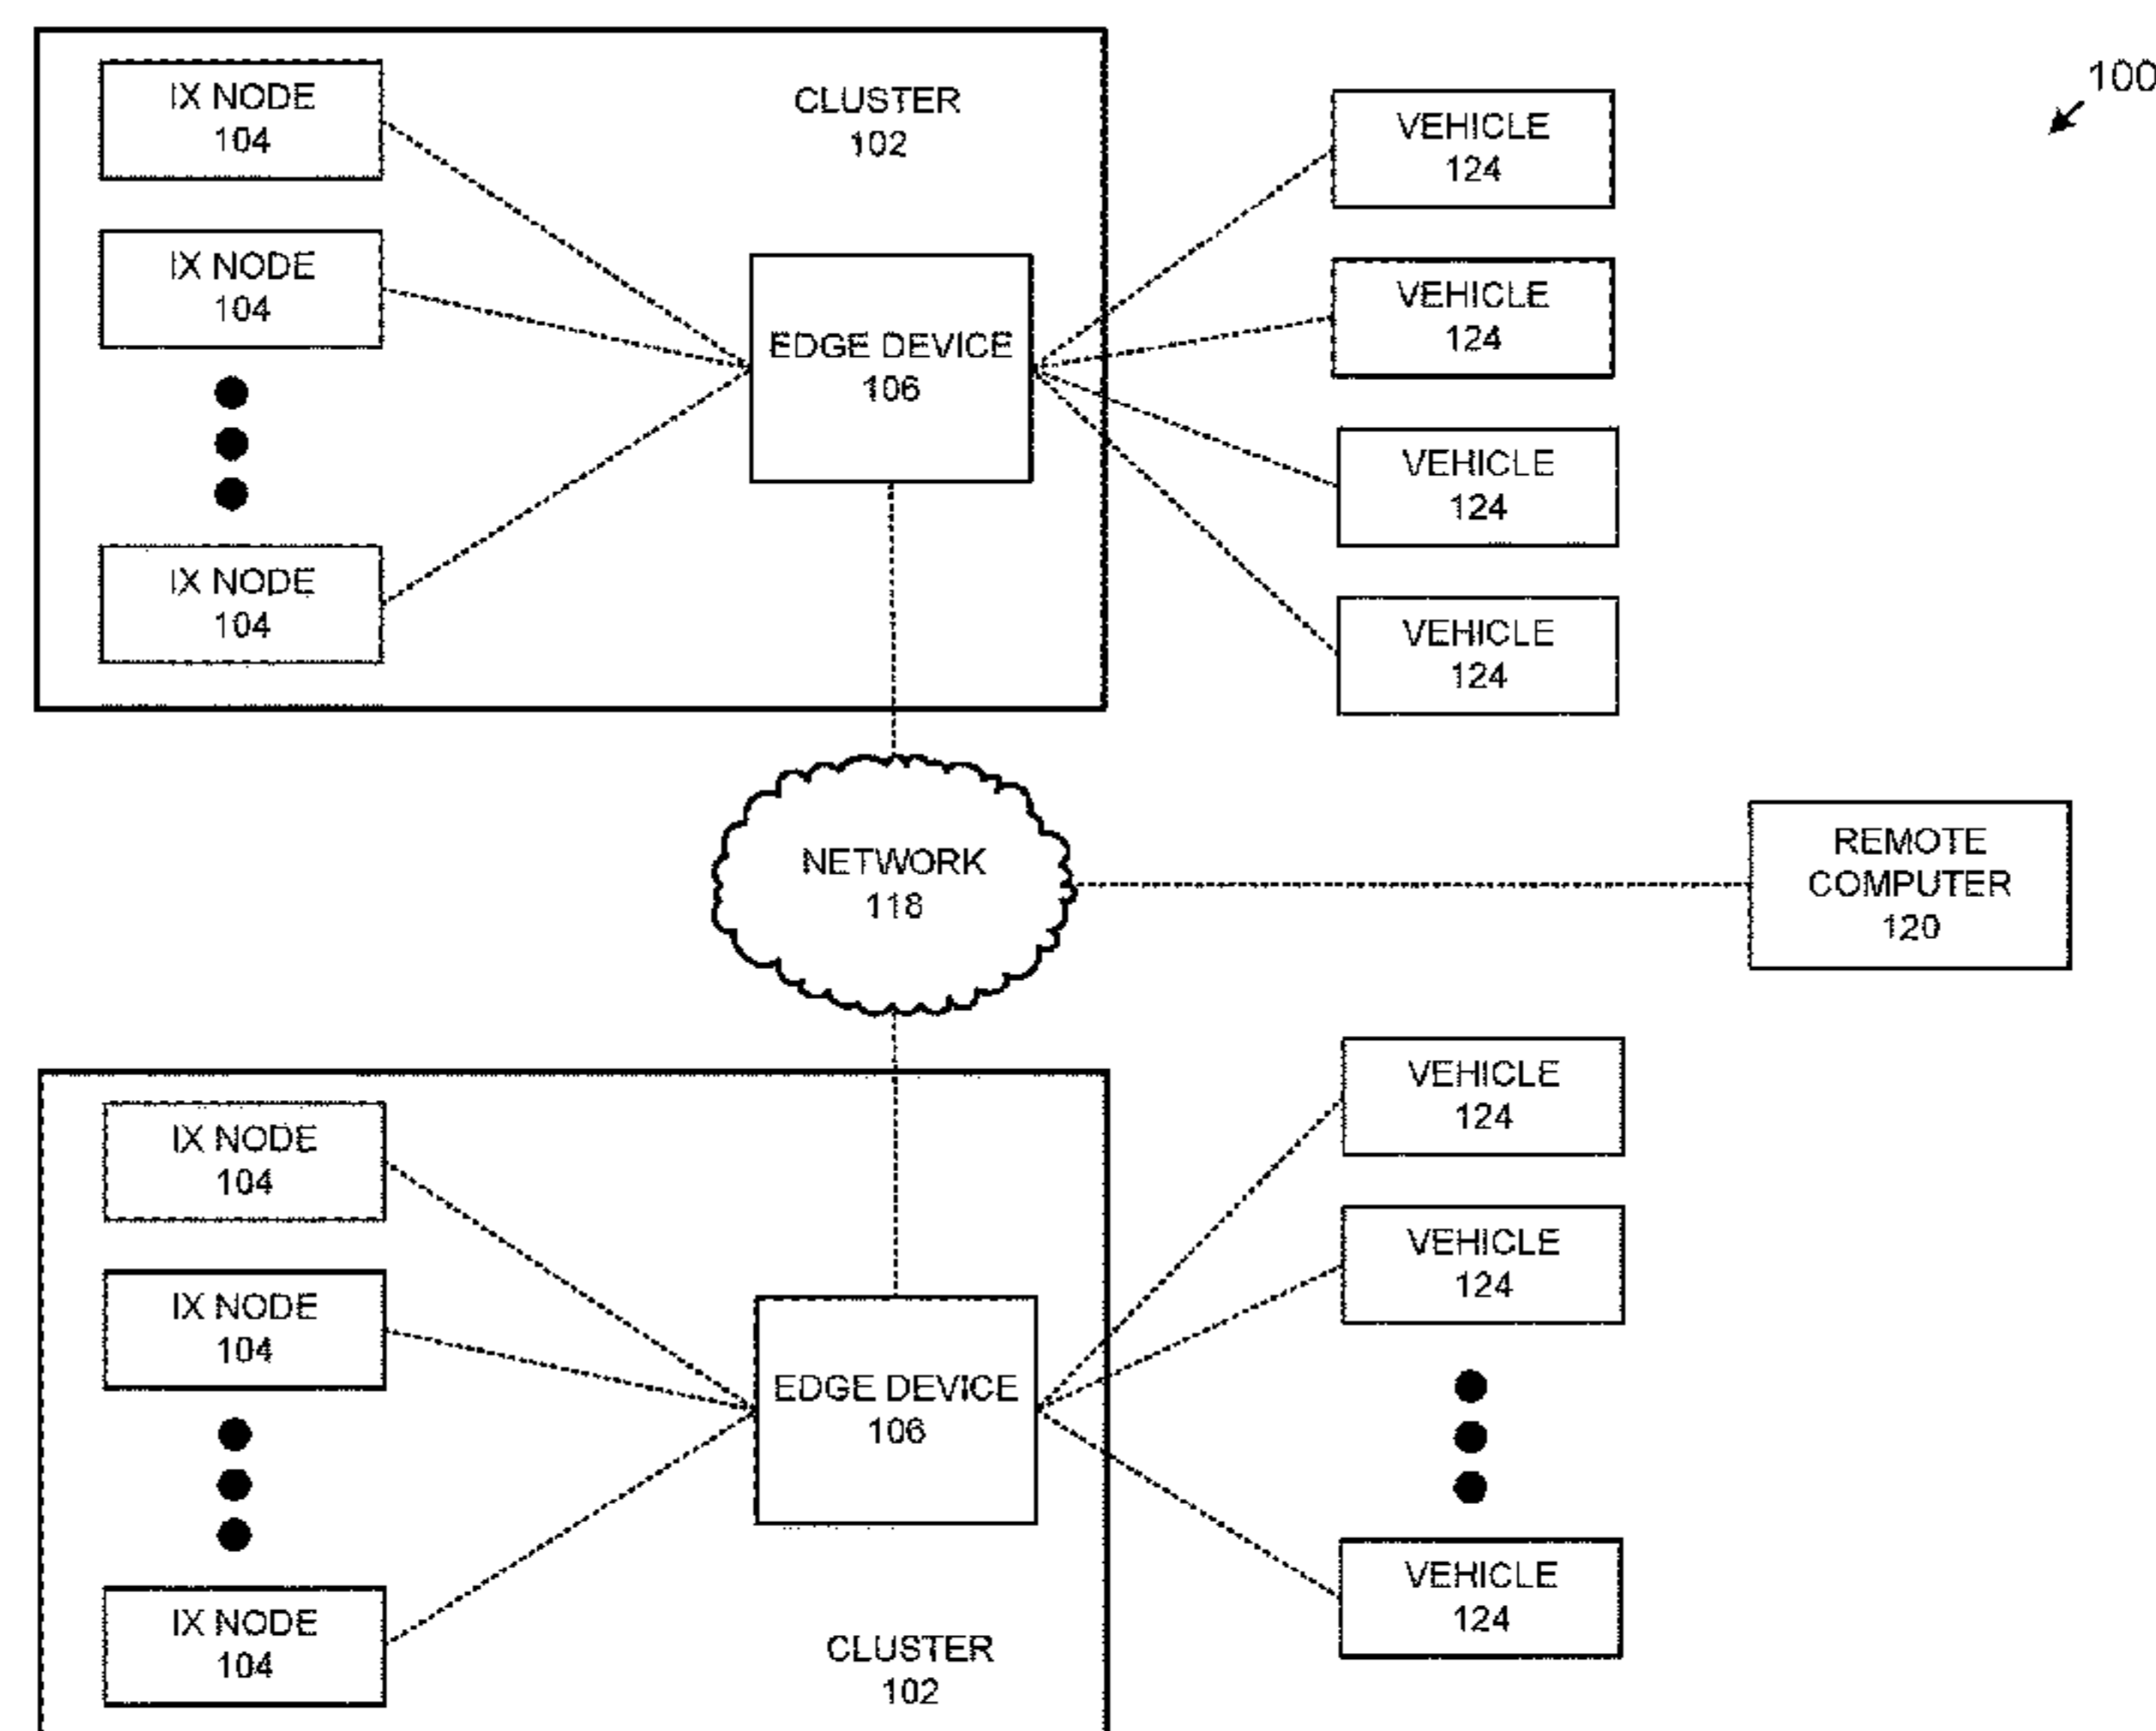 100
CLUSTER
102
IX NODE
104
IX NODE
104
IX NODE
104
EDGE DEVICE
106
VEHICLE
124
VEHICLE
124
VEHICLE
124
VEHICLE
124
NETWORK
118
REMOTE
COMPUTER
120
IX NODE
104
IX NODE
104
IX NODE
104
EDGE DEVICE
106
CLUSTER
102
VEHICLE
124
VEHICLE
124
VEHICLE
124